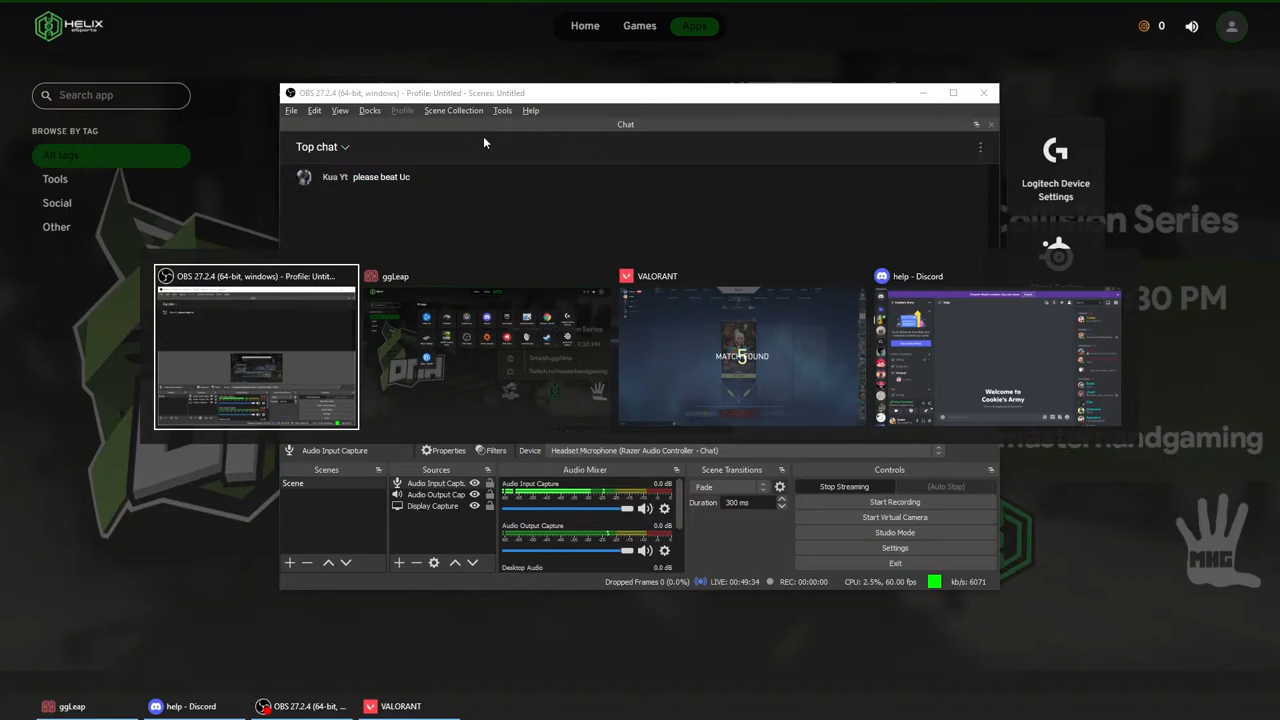 HELIX
eSports
Home
Games
Apps
0
Search app
BROWSE BY TAG
All tags
Tools
Social
Other
OBS 27.2.4 (64-bit, windows) - Profile: Untitled - Scenes: Untitled
File
Edit
View
Docks
Profile
Scene Collection
Tools
Help
Chat
Top chat
Kua Yt please beat Uc
Logitech Device
Settings
Collision Series
:30 PM
masterhandgaming
MHG
OBS 27.2.4 (64-bit, windows) - Profile: Untit...
ggLeap
VALORANT
help - Discord
MATCH FOUND
5
Welcome to
Cookie's Army
Audio Input Capture
Properties
Filters
Device
Headset Microphone (Razer Audio Controller - Chat)
Scenes
Sources
Audio Mixer
Scene Transitions
Controls
Scene
Audio Input Captu
Audio Output Cap
Display Capture
Audio Input Capture
0.0 dB
Audio Output Capture
0.0 dB
Desktop Audio
0.0 dB
Fade
Duration
300 ms
Stop Streaming
(Auto Stop)
Start Recording
Start Virtual Camera
Studio Mode
Settings
Exit
Dropped Frames 0 (0.0%)
LIVE: 00:49:34
REC: 00:00:00
CPU: 2.5%, 60.00 fps
kb/s: 6071
ggLeap
help - Discord
OBS 27.2.4 (64-bit, ...
VALORANT